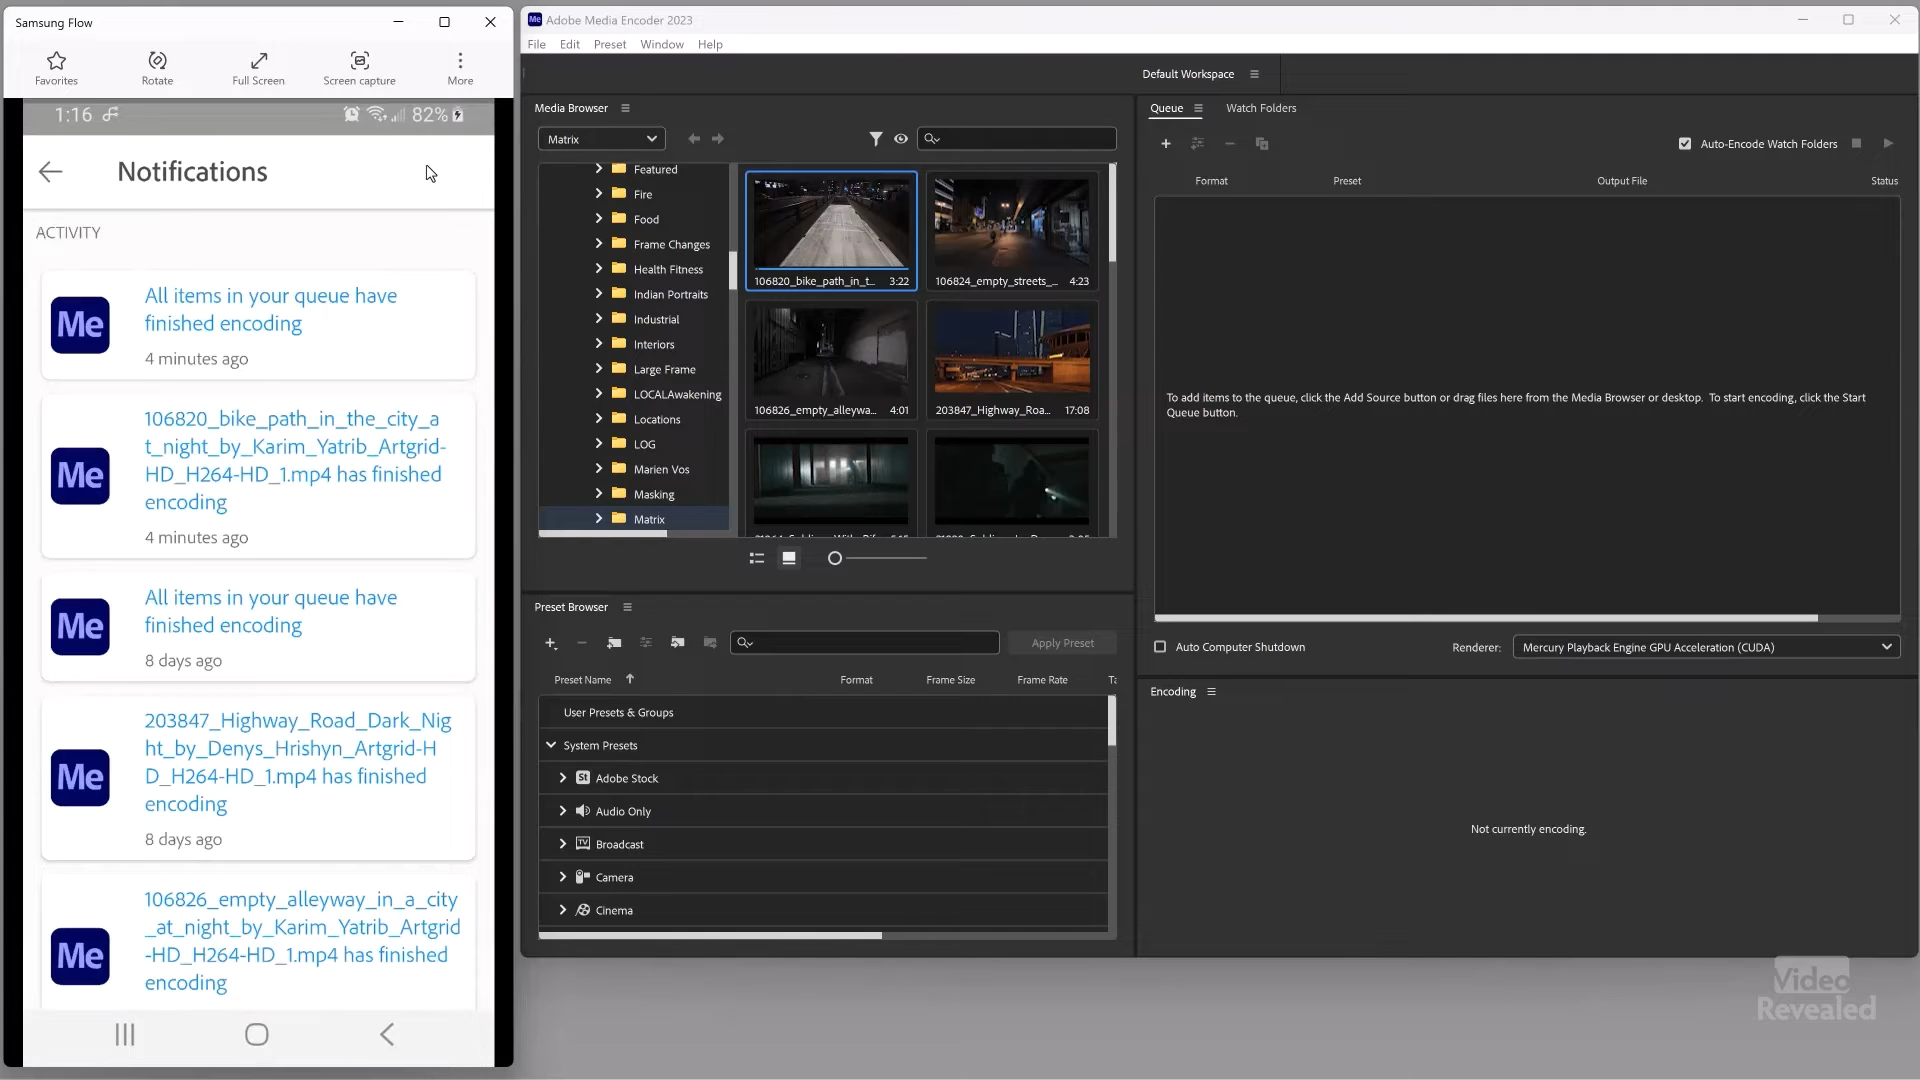 Samsung Flow
Favorites
Rotate
Full Screen
Screen capture
More
1:16
82%
Notifications
ACTIVITY
Me
All items in your queue have
finished encoding
4 minutes ago
Me
106820_bike_path_in_the_city_a
t_night_by_Karim_Yatrib_Artgrid-
HD_H264-HD_1.mp4 has finished
encoding
4 minutes ago
Me
All items in your queue have
finished encoding
8 days ago
Me
203847_Highway_Road_Dark_Nig
ht_by_Denys_Hrishyn_Artgrid-H
D_H264-HD_1.mp4 has finished
encoding
8 days ago
Me
106826_empty_alleyway_in_a_city
_at_night_by_Karim_Yatrib_Artgrid
-HD_H264-HD_1.mp4 has finished
encoding
Me Adobe Media Encoder 2023
File Edit Preset Window Help
Default Workspace
Media Browser
Matrix
Featured
Fire
Food
Frame Changes
Health Fitness
Indian Portraits
Industrial
Interiors
Large Frame
LOCALAwakening
Locations
LOG
Marien Vos
Masking
Matrix
106820_bike_path_in_t... 3:22
106824_empty_streets_... 4:23
106826_empty_alleywa... 4:01
203847_Highway_Roa... 17:08
Preset Browser
Apply Preset
Preset Name Format Frame Size Frame Rate
User Presets & Groups
System Presets
St Adobe Stock
Audio Only
TV Broadcast
Camera
Cinema
Queue Watch Folders
Auto-Encode Watch Folders
Format Preset Output File Status
To add items to the queue, click the Add Source button or drag files here from the Media Browser or desktop. To start encoding, click the Start
Queue button.
Auto Computer Shutdown
Renderer: Mercury Playback Engine GPU Acceleration (CUDA)
Encoding
Not currently encoding.
Video
Revealed